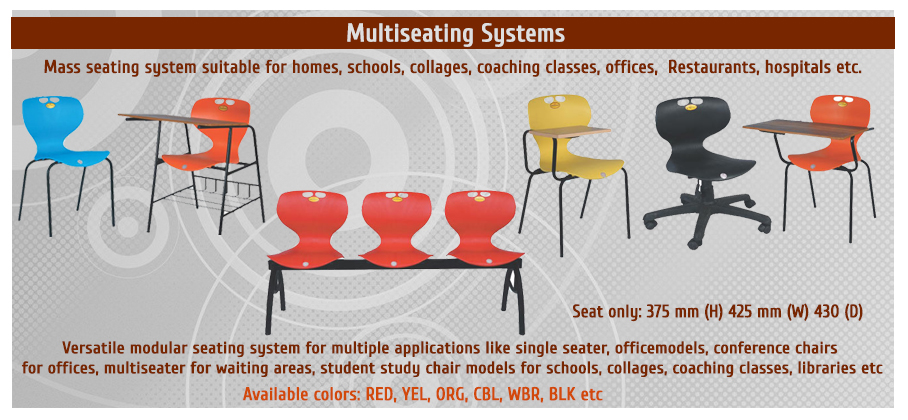 Multiseating Systems
Mass seating system suitable for homes, schools, collages, coaching classes, offices, Restaurants, hospitals etc.
Seat only: 375 mm (H) 425 mm (W) 430 (D)
Versatile modular seating system for multiple applications like single seater, officemodels, conference chairs
for offices, multiseater for waiting areas, student study chair models for schools, collages, coaching classes, libraries etc
Available colors: RED, YEL, ORG, CBL, WBR, BLK etc